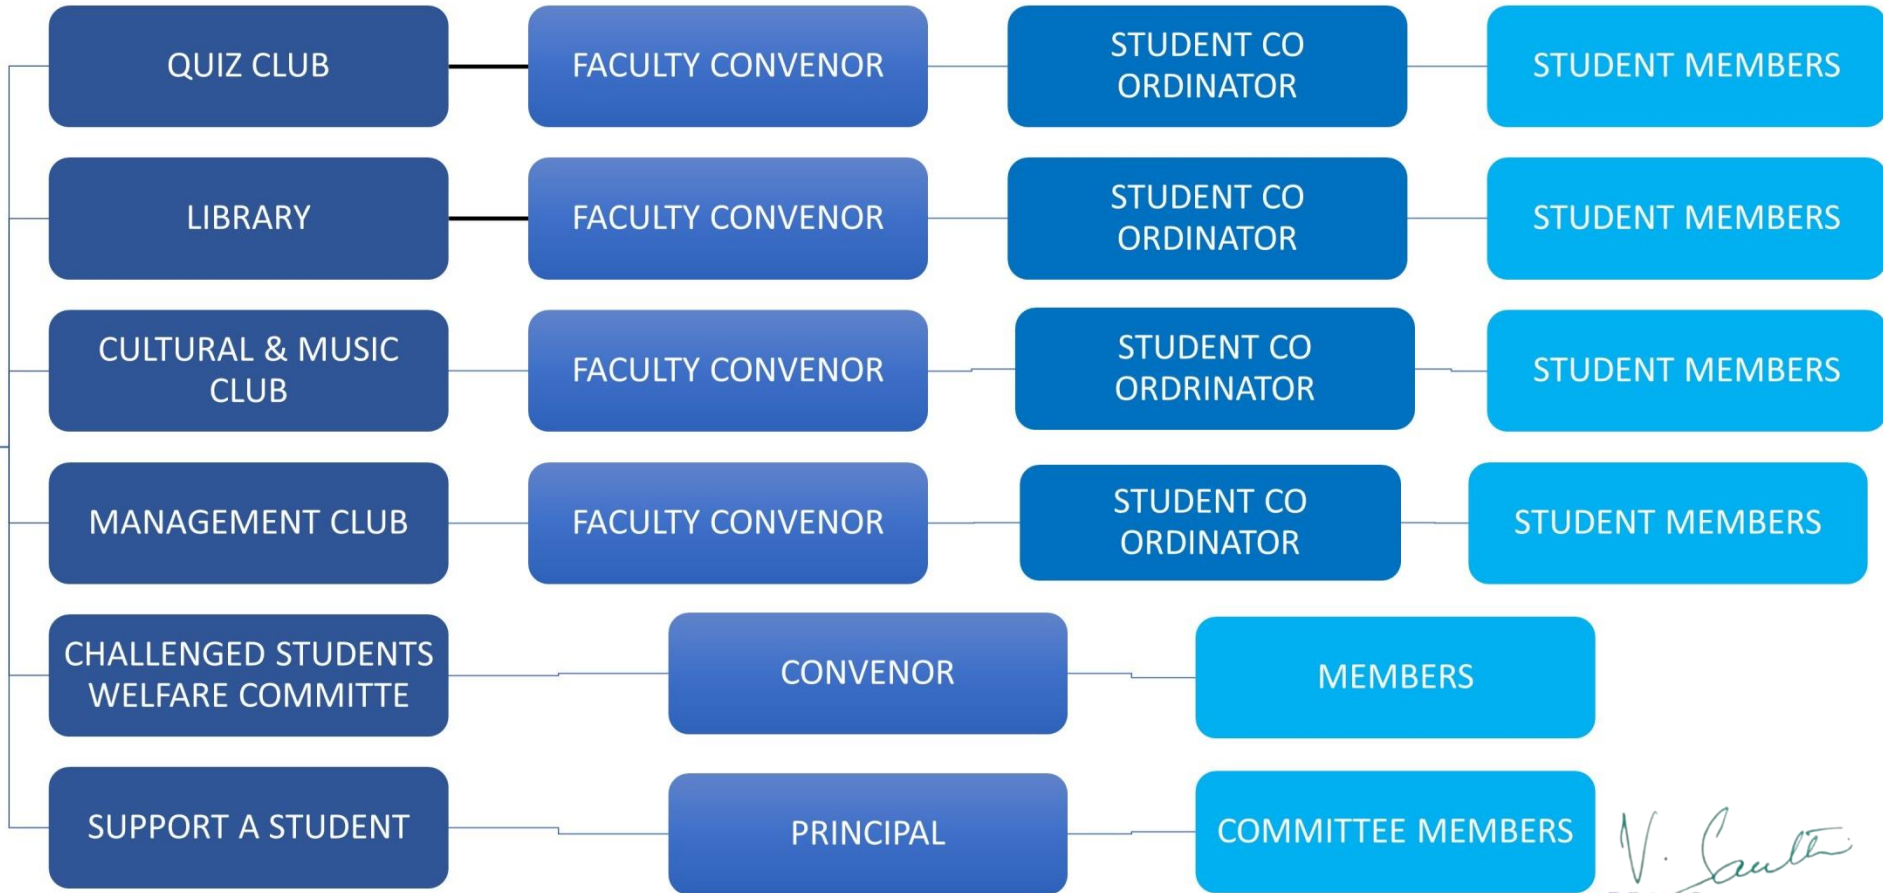 QUIZ CLUB
FACULTY CONVENOR
STUDENT CO
ORDINATOR
STUDENT MEMBERS
LIBRARY
FACULTY CONVENOR
STUDENT CO
ORDINATOR
STUDENT MEMBERS
CULTURAL & MUSIC
CLUB
FACULTY CONVENOR
STUDENT CO
ORDRINATOR
STUDENT MEMBERS
MANAGEMENT CLUB
FACULTY CONVENOR
STUDENT CO
ORDINATOR
STUDENT MEMBERS
CHALLENGED STUDENTS
WELFARE COMMITTE
CONVENOR
MEMBERS
SUPPORT A STUDENT
PRINCIPAL
COMMITTEE MEMBERS
V.